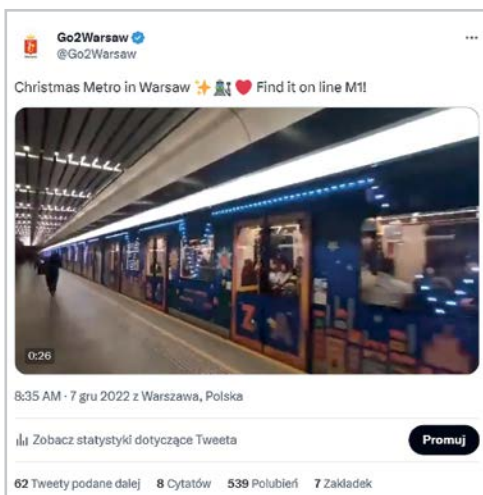 Go2Warsaw
@Go2Warsaw
Christmas Metro in Warsaw ✨🚉❤️ Find it on line M1!
0:26
8:35 AM · 7 gru 2022 z Warszawa, Polska
Zobacz statystyki dotyczące Tweeta
Promuj
62 Tweety podane dalej 8 Cytatów 539 Polubień 7 Zakładek